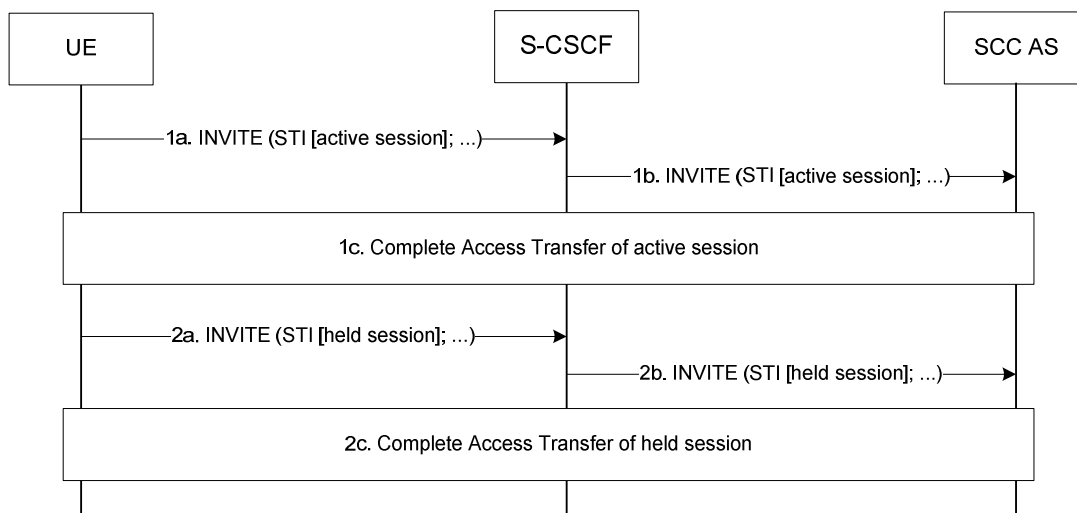 UE
S-CSCF
SCC AS
1a. INVITE (STI [active session]; ...)
1b. INVITE (STI [active session]; ...)
1c. Complete Access Transfer of active session
2a. INVITE (STI [held session]; ...)
2b. INVITE (STI [held session]; ...)
2c. Complete Access Transfer of held session